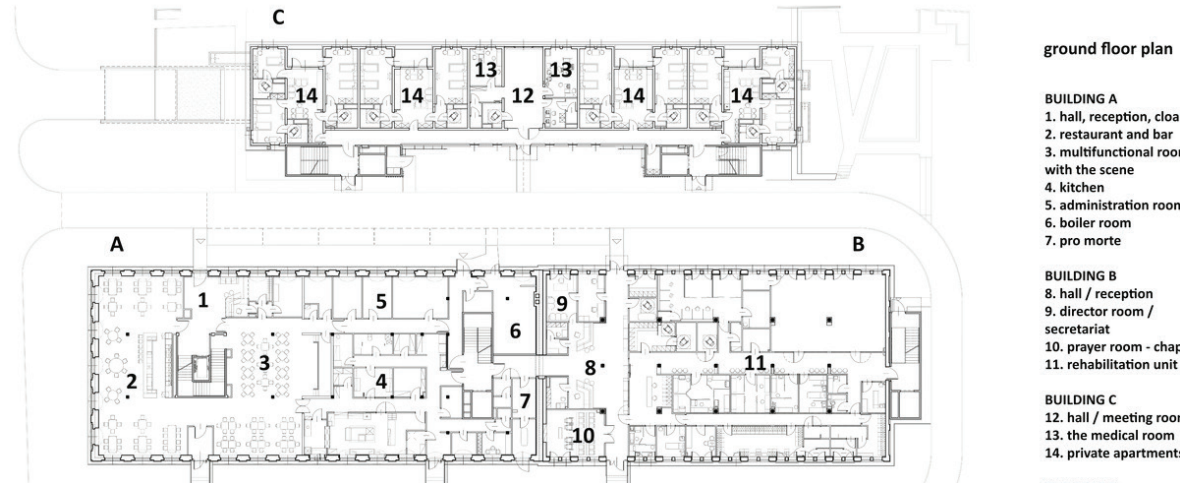 C
13
13
14
14
12
14
14
A
B
1
5
9
6
3
8
11
2
4
7
10
ground floor plan
BUILDING A
1. hall, reception, cloa
2. restaurant and bar
3. multifunctional roor
with the scene
4. kitchen
5. administration room
6. boiler room
7. pro morte
BUILDING B
8. hall / reception
9. director room /
secretariat
10. prayer room - chap
11. rehabilitation unit
BUILDING C
12. hall / meeting roor
13. the medical room
14. private apartments